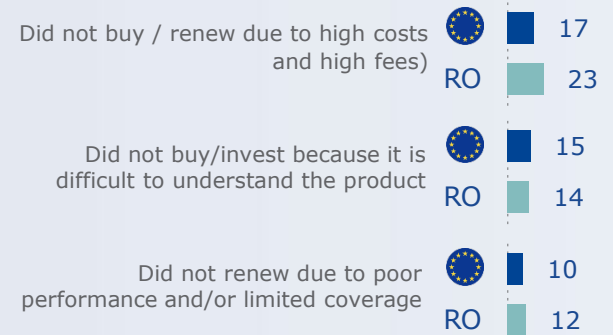 Did not buy / renew due to high costs
and high fees)
17
RO 23
Did not buy/invest because it is
difficult to understand the product
15
RO 14
Did not renew due to poor
performance and/or limited coverage
10
RO 12